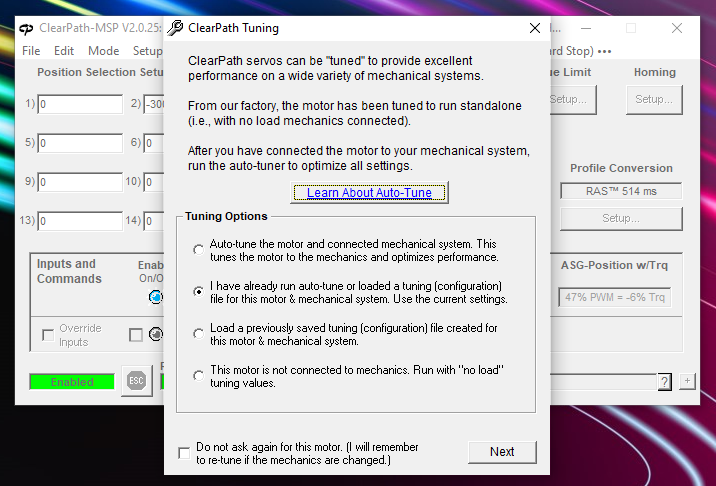 ClearPath-MSP V2.0.25:
ClearPath Tuning
File Edit Mode Setup
rd Stop) •••
Position Selection Setu
1) 0 2) -300
5) 0 6) 0
9) 0 10) 0
13) 0 14) 0
ClearPath servos can be "tuned" to provide excellent
performance on a wide variety of mechanical systems.
From our factory, the motor has been tuned to run standalone
(i.e., with no load mechanics connected).
After you have connected the motor to your mechanical system,
run the auto-tuner to optimize all settings.
Learn About Auto-Tune
Tuning Options
Auto-tune the motor and connected mechanical system. This
tunes the motor to the mechanics and optimizes performance.
I have already run auto-tune or loaded a tuning (configuration)
file for this motor & mechanical system. Use the current settings.
Load a previously saved tuning (configuration) file created for
this motor & mechanical system.
This motor is not connected to mechanics. Run with "no load"
tuning values.
Do not ask again for this motor. (I will remember
to re-tune if the mechanics are changed.)
Next
ue Limit Homing
Setup... Setup...
Profile Conversion
RAS™ 514 ms
Setup...
Inputs and
Commands
Enab
On/O
Override
Inputs
ASG-Position w/Trq
47% PWM = -6% Trq
Enabled
ESC
? +